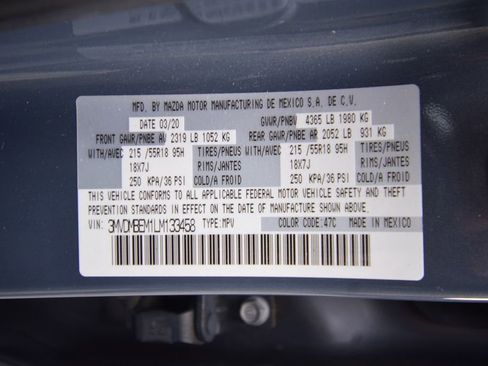 MFD. BY MAZDA MOTOR MANUFACTURING DE MEXICO S.A. DE C.V.
DATE 03/20 GVWR/PNBV 4365 LB 1980 KG
FRONT GAWR/PNBE AV 2319 LB 1052 KG REAR GAWR/PNBE AR 2052 LB 931 KG
WITH/AVEC 215 /55R18 95H TIRES/PNEUS WITH/AVEC 215 /55R18 95H TIRES/PNEUS
18X7J RIMS/JANTES 18X7J RIMS/JANTES
250 KPA/36 PSI COLD/A FROID 250 KPA/36 PSI COLD/A FROID
THIS VEHICLE CONFORMS TO ALL APPLICABLE FEDERAL MOTOR VEHICLE SAFETY AND THEFT
PREVENTION STANDARDS IN EFFECT ON THE DATE OF MANUFACTURE SHOWN ABOVE.
VIN: 3MVDMBEM1LM133458 TYPE:MPV COLOR CODE 47C MADE IN MEXICO